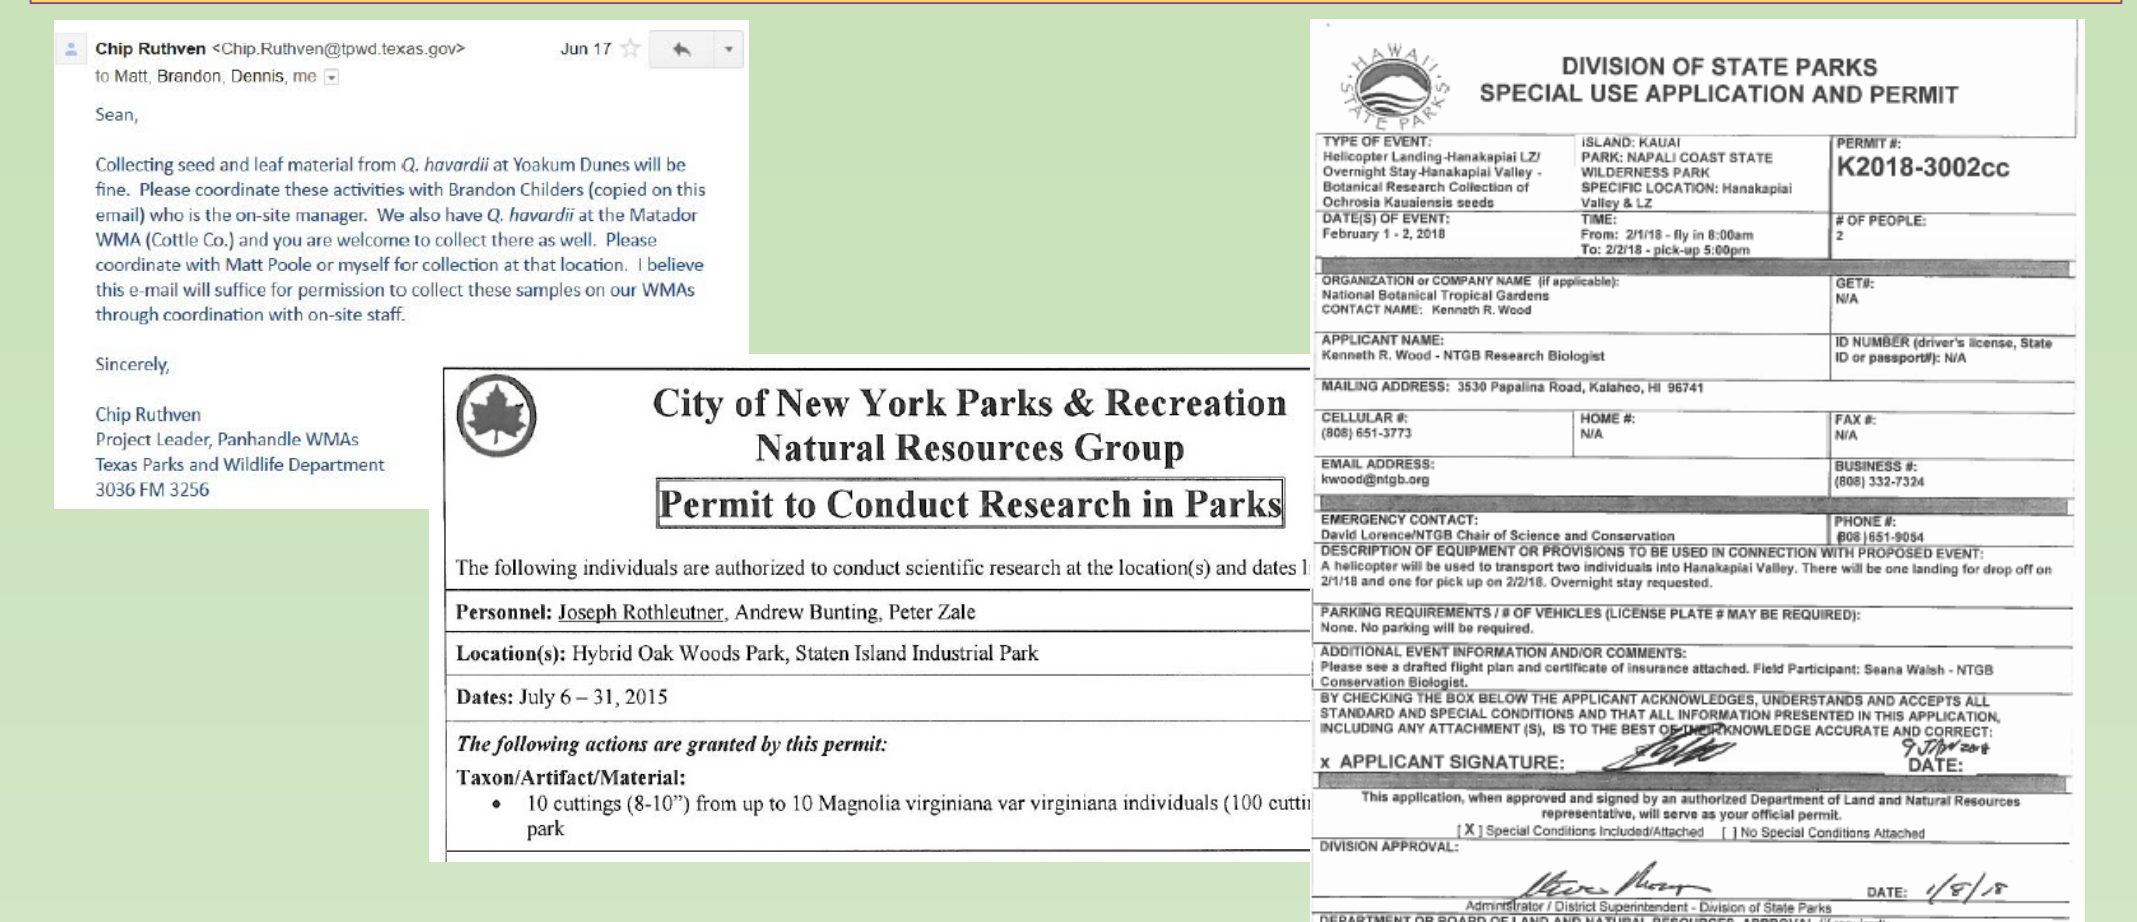 Chip Ruthven <Chip.Ruthven@tpwd.texas.gov>
Jun 17
to Matt, Brandon, Dennis, me
Sean,
Collecting seed and leaf material from Q. havardii at Yoakum Dunes will be
fine. Please coordinate these activities with Brandon Childers (copied on this
email) who is the on-site manager. We also have Q. havardii at the Matador
WMA (Cottle Co.) and you are welcome to collect there as well. Please
coordinate with Matt Poole or myself for collection at that location. I believe
this e-mail will suffice for permission to collect these samples on our WMAs
through coordination with on-site staff.
Sincerely,
Chip Ruthven
Project Leader, Panhandle WMAs
Texas Parks and Wildlife Department
3036 FM 3256
City of New York Parks & Recreation
Natural Resources Group
Permit to Conduct Research in Parks
The following individuals are authorized to conduct scientific research at the location(s) and dates l
Personnel: Joseph Rothleutner, Andrew Bunting, Peter Zale
Location(s): Hybrid Oak Woods Park, Staten Island Industrial Park
Dates: July 6 – 31, 2015
The following actions are granted by this permit:
Taxon/Artifact/Material:
• 10 cuttings (8-10”) from up to 10 Magnolia virginiana var virginiana individuals (100 cuttin
park
HAWAI'I
STATE PARKS
DIVISION OF STATE PARKS
SPECIAL USE APPLICATION AND PERMIT
TYPE OF EVENT:
Helicopter Landing-Hanakapiai LZ/
Overnight Stay-Hanakapiai Valley -
Botanical Research Collection of
Ochrosia Kauaiensis seeds
ISLAND: KAUAI
PARK: NAPALI COAST STATE
WILDERNESS PARK
SPECIFIC LOCATION: Hanakapiai
Valley & LZ
PERMIT #:
K2018-3002cc
DATE(S) OF EVENT:
February 1 - 2, 2018
TIME:
From: 2/1/18 - fly in 8:00am
To: 2/2/18 - pick-up 5:00pm
# OF PEOPLE:
2
ORGANIZATION or COMPANY NAME (if applicable):
National Botanical Tropical Gardens
CONTACT NAME: Kenneth R. Wood
GET#:
N/A
APPLICANT NAME:
Kenneth R. Wood - NTGB Research Biologist
ID NUMBER (driver's license, State
ID or passport#): N/A
MAILING ADDRESS: 3530 Papalina Road, Kalaheo, HI 96741
CELLULAR #:
(808) 651-3773
HOME #:
N/A
FAX #:
N/A
EMAIL ADDRESS:
kwood@ntgb.org
BUSINESS #:
(808) 332-7324
EMERGENCY CONTACT:
David Lorence/NTGB Chair of Science and Conservation
PHONE #:
(808)651-9054
DESCRIPTION OF EQUIPMENT OR PROVISIONS TO BE USED IN CONNECTION WITH PROPOSED EVENT:
A helicopter will be used to transport two individuals into Hanakapiai Valley. There will be one landing for drop off on
2/1/18 and one for pick up on 2/2/18. Overnight stay requested.
PARKING REQUIREMENTS / # OF VEHICLES (LICENSE PLATE # MAY BE REQUIRED):
None. No parking will be required.
ADDITIONAL EVENT INFORMATION AND/OR COMMENTS:
Please see a drafted flight plan and certificate of insurance attached. Field Participant: Seana Walsh - NTGB
Conservation Biologist.
BY CHECKING THE BOX BELOW THE APPLICANT ACKNOWLEDGES, UNDERSTANDS AND ACCEPTS ALL
STANDARD AND SPECIAL CONDITIONS AND THAT ALL INFORMATION PRESENTED IN THIS APPLICATION,
INCLUDING ANY ATTACHMENT (S), IS TO THE BEST OF THEIR KNOWLEDGE ACCURATE AND CORRECT:
x APPLICANT SIGNATURE:
9 JAN 2018
DATE:
This application, when approved and signed by an authorized Department of Land and Natural Resources
representative, will serve as your official permit.
[ X ] Special Conditions Included/Attached [ ] No Special Conditions Attached
DIVISION APPROVAL:
DATE: 1/8/18
Administrator / District Superintendent - Division of State Parks